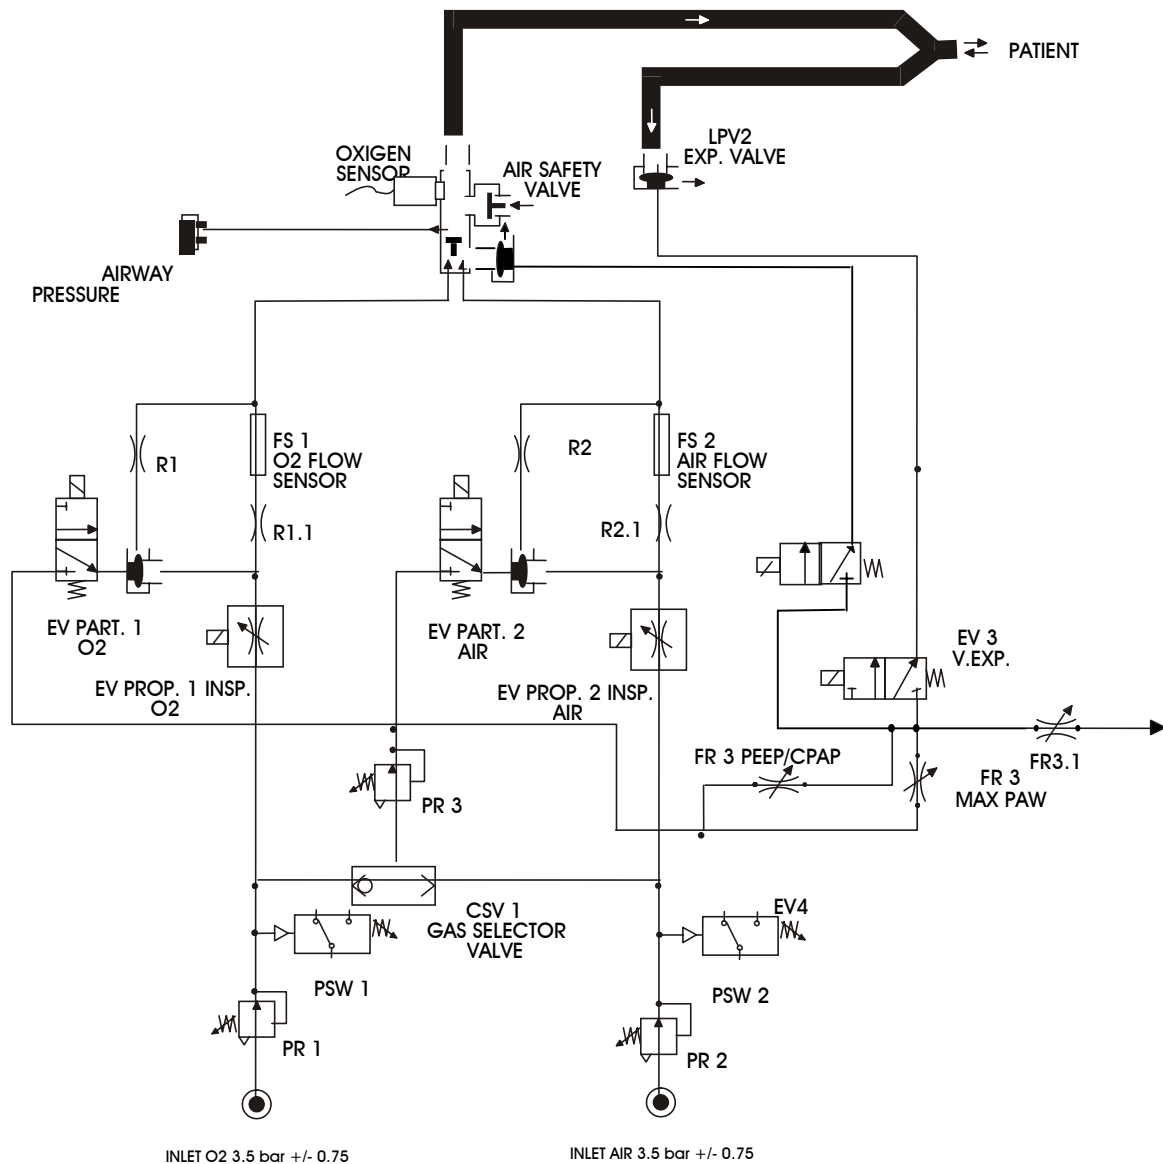 PATIENT
LPV2
EXP. VALVE
OXIGEN
SENSOR
AIR SAFETY
VALVE
AIRWAY
PRESSURE
FS 1
O2 FLOW
SENSOR
R1
R1.1
R2
FS 2
AIR FLOW
SENSOR
R2.1
EV PART. 1
O2
EV PART. 2
AIR
EV PROP. 1 INSP.
O2
EV PROP. 2 INSP.
AIR
EV 3
V.EXP.
FR 3 PEEP/CPAP
FR3.1
FR 3
MAX PAW
PR 3
CSV 1
GAS SELECTOR
VALVE
EV4
PSW 1
PSW 2
PR 1
PR 2
INLET O2 3.5 bar +/- 0.75
INLET AIR 3.5 bar +/- 0.75